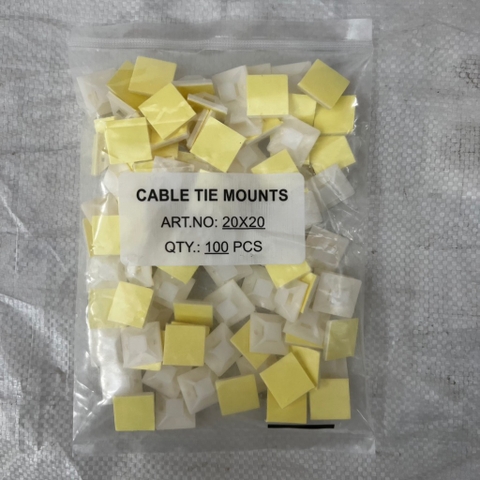 CABLE TIE MOUNTS
ART.NO: 20X20
QTY.: 100 PCS